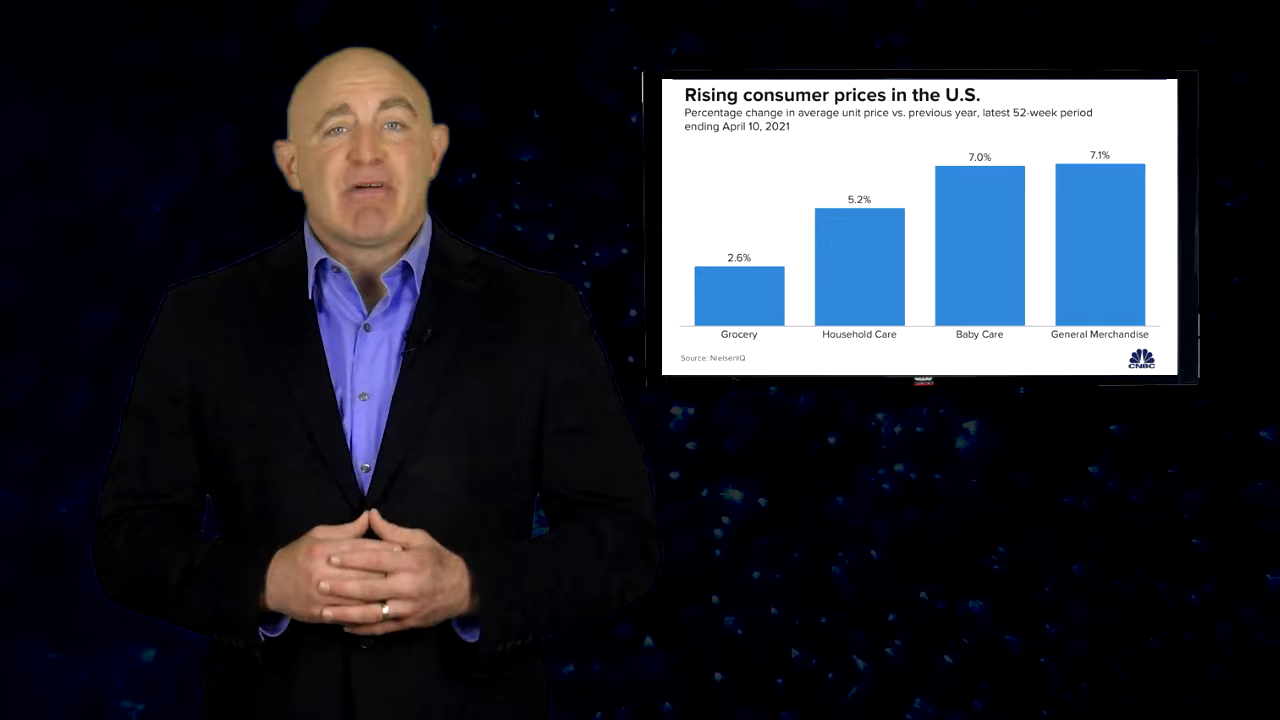 Rising consumer prices in the U.S.
Percentage change in average unit price vs. previous year, latest 52-week period
ending April 10, 2021
2.6%
5.2%
7.0%
7.1%
Grocery
Household Care
Baby Care
General Merchandise
Source: NielsenIQ
CNBC